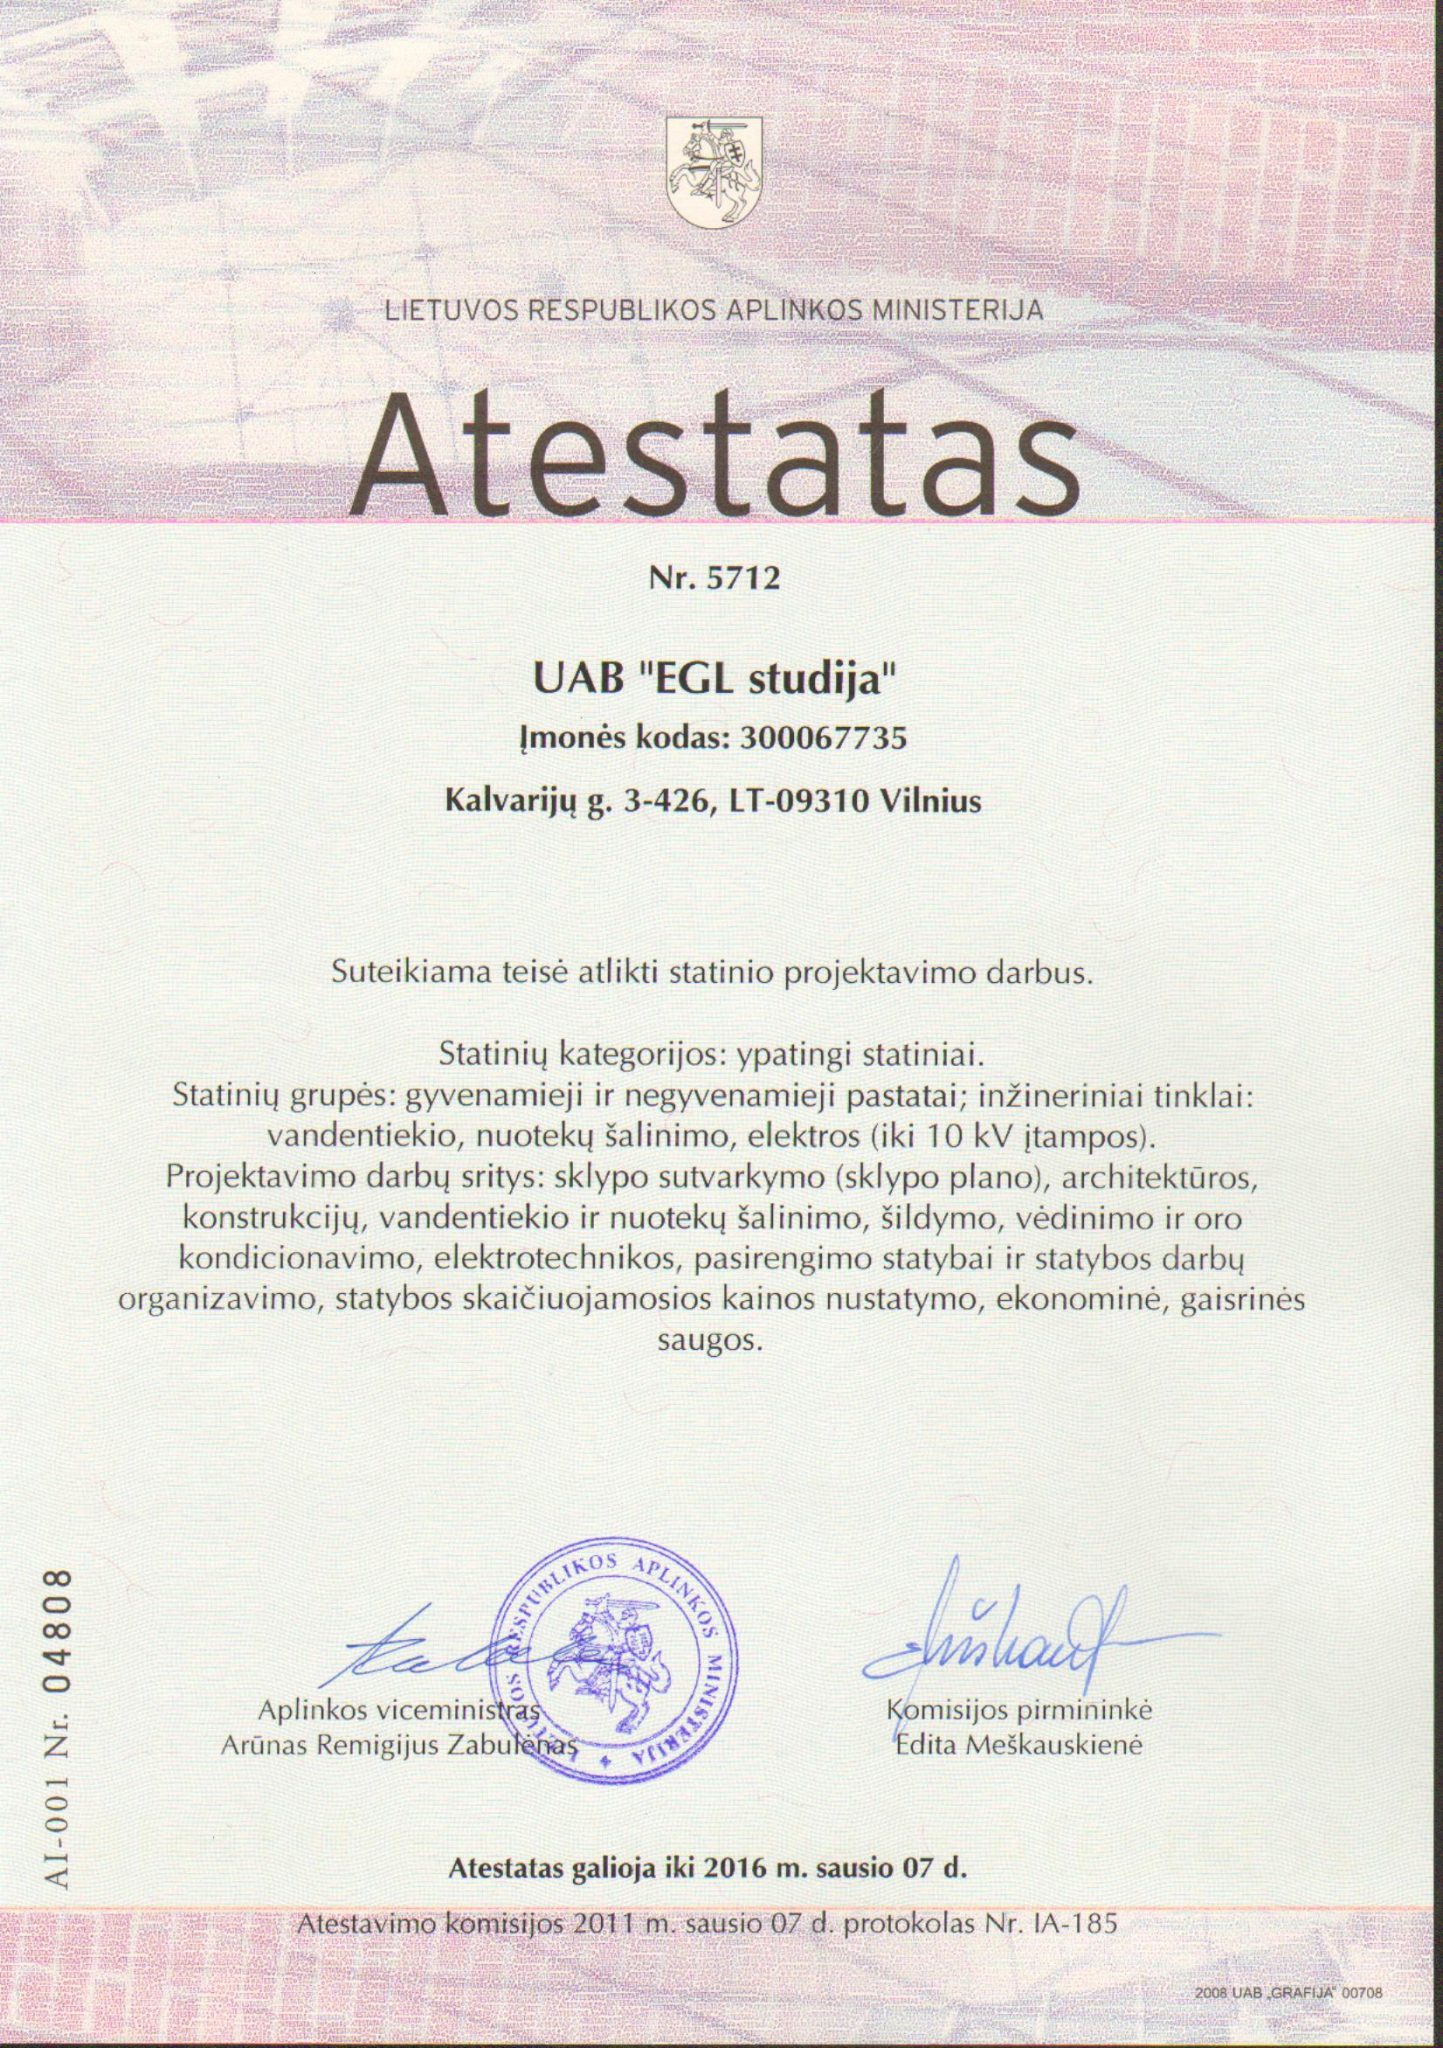 LIETUVOS RESPUBLIKOS APLINKOS MINISTERIJA
Atestatas
Nr. 5712
UAB "EGL studija"
Įmonės kodas: 300067735
Kalvarijų g. 3-426, LT-09310 Vilnius
Suteikiama teisė atlikti statinio projektavimo darbus.
Statinių kategorijos: ypatingi statiniai.
Statinių grupės: gyvenamieji ir negyvenamieji pastatai; inžineriniai tinklai:
vandentiekio, nuotekų šalinimo, elektros (iki 10 kV įtampos).
Projektavimo darbų sritys: sklypo sutvarkymo (sklypo plano), architektūros,
konstrukcijų, vandentiekio ir nuotekų šalinimo, šildymo, vėdinimo ir oro
kondicionavimo, elektrotechnikos, pasirengimo statybai ir statybos darbų
organizavimo, statybos skaičiuojamosios kainos nustatymo, ekonominė, gaisrinės
saugos.
LIETUVOS RESPUBLIKOS APLINKOS MINISTERIJA
Aplinkos viceministras
Arūnas Remigijus Zabulėnas
Komisijos pirmininkė
Edita Meškauskienė
AI-001 Nr. 04808
Atestatas galioja iki 2016 m. sausio 07 d.
Atestavimo komisijos 2011 m. sausio 07 d. protokolas Nr. IA-185
2008 UAB „GRAFIJA" 00708